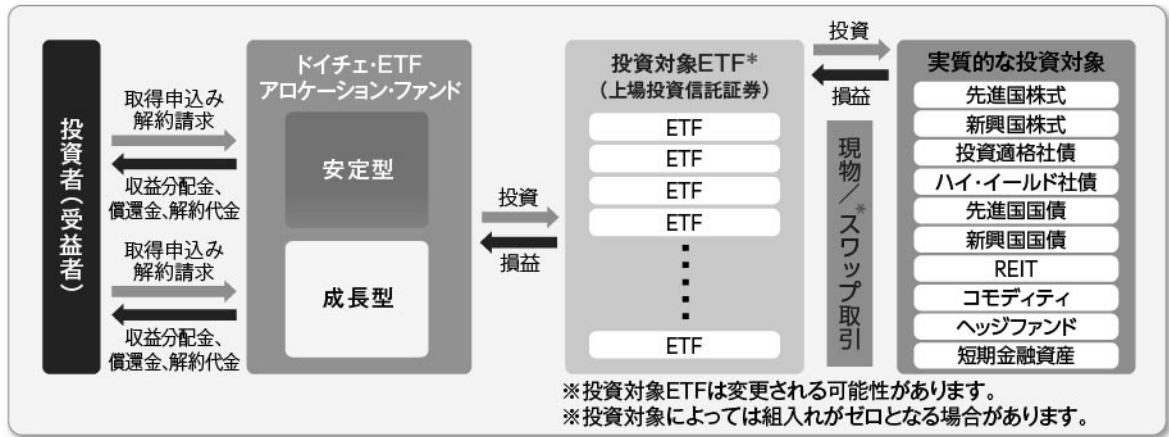 投資者（受益者）
取得申込み
解約請求
収益分配金、
償還金、解約代金
取得申込み
解約請求
収益分配金、
償還金、解約代金
ドイチェ・ETF
アロケーション・ファンド
安定型
成長型
投資
損益
投資対象ETF*
（上場投資信託証券）
ETF
ETF
ETF
ETF
ETF
投資
損益
現物／*スワップ取引
実質的な投資対象
先進国株式
新興国株式
投資適格社債
ハイ・イールド社債
先進国国債
新興国国債
REIT
コモディティ
ヘッジファンド
短期金融資産
※投資対象ETFは変更される可能性があります。
※投資対象によっては組入れがゼロとなる場合があります。